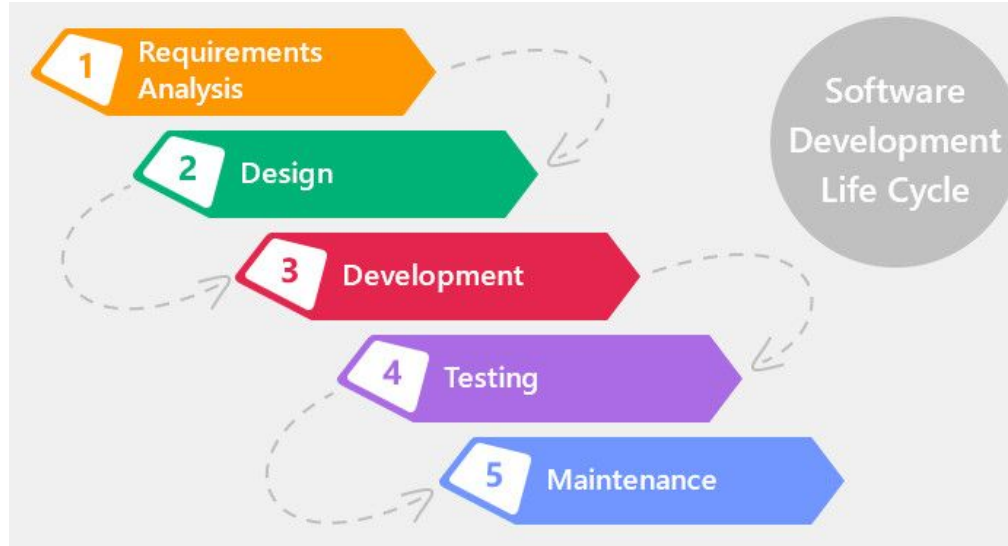 1
Requirements
Analysis
2
Design
3
Development
4
Testing
5
Maintenance
Software
Development
Life Cycle